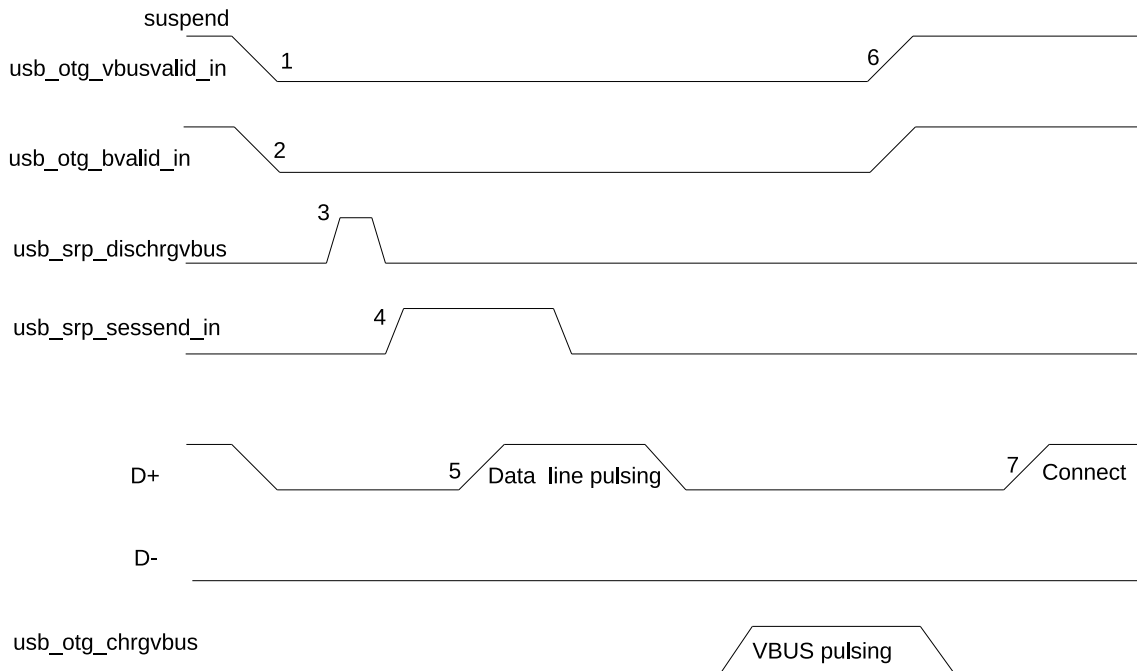 suspend
usb_otg_vbusvalid_in
1
6
usb_otg_bvalid_in
2
3
usb_srp_dischrgvbus
4
usb_srp_sessend_in
D+
5
Data line pulsing
7
Connect
D-
usb_otg_chrgvbus
VBUS pulsing